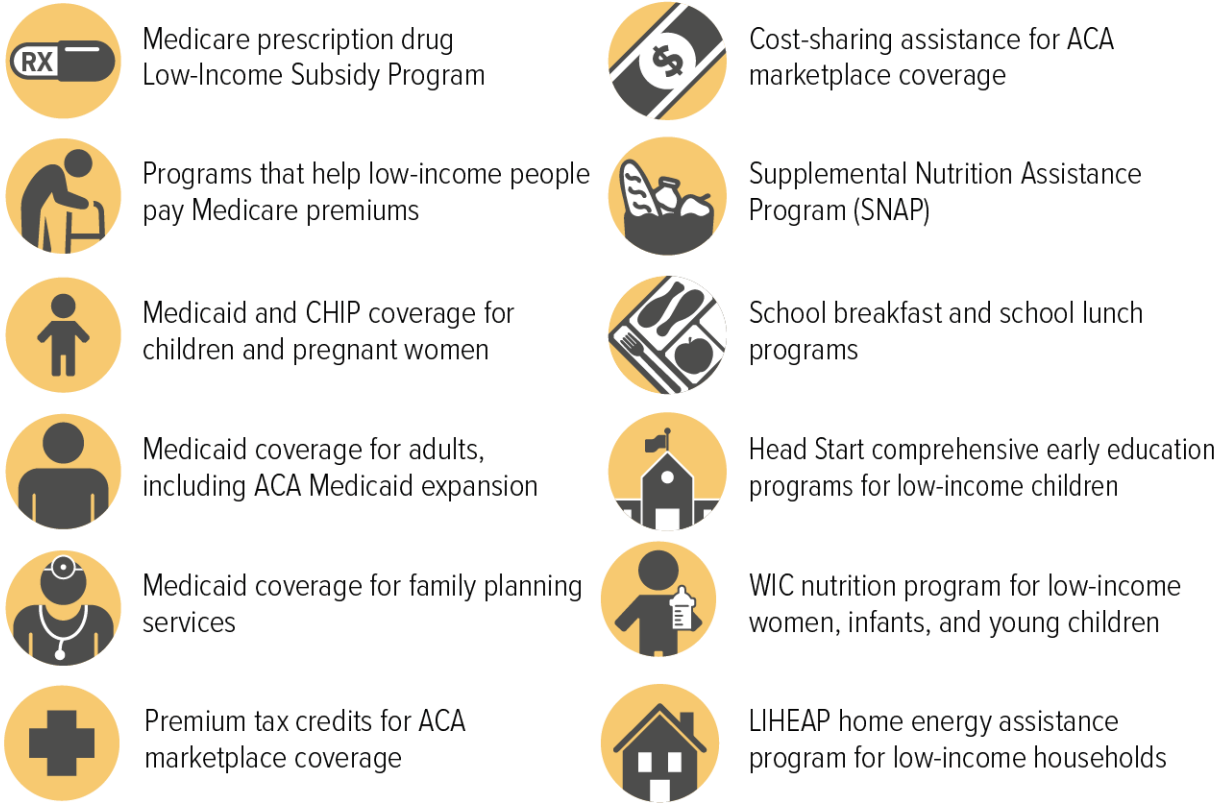 RX
Medicare prescription drug
Low-Income Subsidy Program
Programs that help low-income people
pay Medicare premiums
Medicaid and CHIP coverage for
children and pregnant women
Medicaid coverage for adults,
including ACA Medicaid expansion
Medicaid coverage for family planning
services
Premium tax credits for ACA
marketplace coverage
$
Cost-sharing assistance for ACA
marketplace coverage
Supplemental Nutrition Assistance
Program (SNAP)
School breakfast and school lunch
programs
Head Start comprehensive early education
programs for low-income children
WIC nutrition program for low-income
women, infants, and young children
LIHEAP home energy assistance
program for low-income households